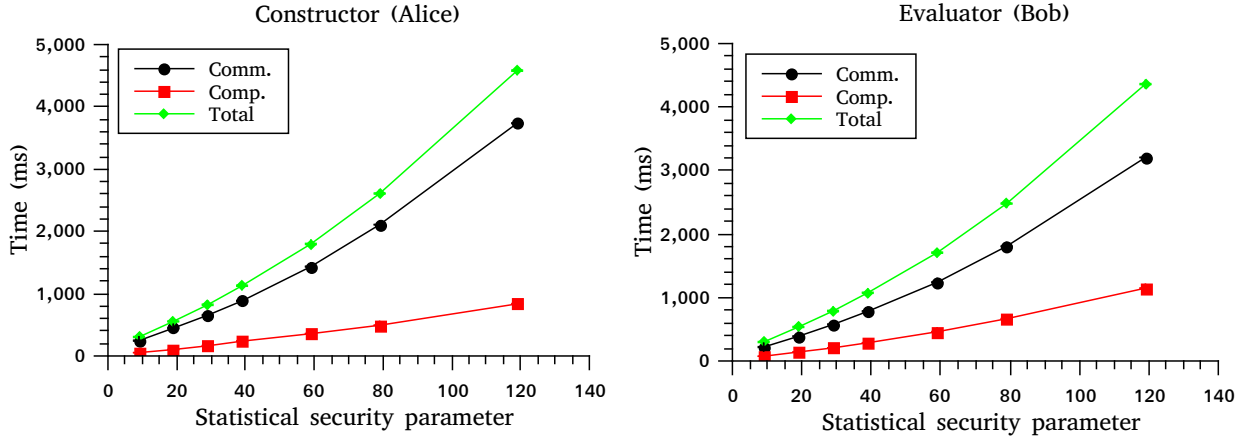 Constructor (Alice)
5,000
4,000
3,000
2,000
1,000
0
Time (ms)
Comm.
Comp.
Total
0 20 40 60 80 100 120 140
Statistical security parameter
Evaluator (Bob)
5,000
4,000
3,000
2,000
1,000
0
Time (ms)
Comm.
Comp.
Total
0 20 40 60 80 100 120 140
Statistical security parameter